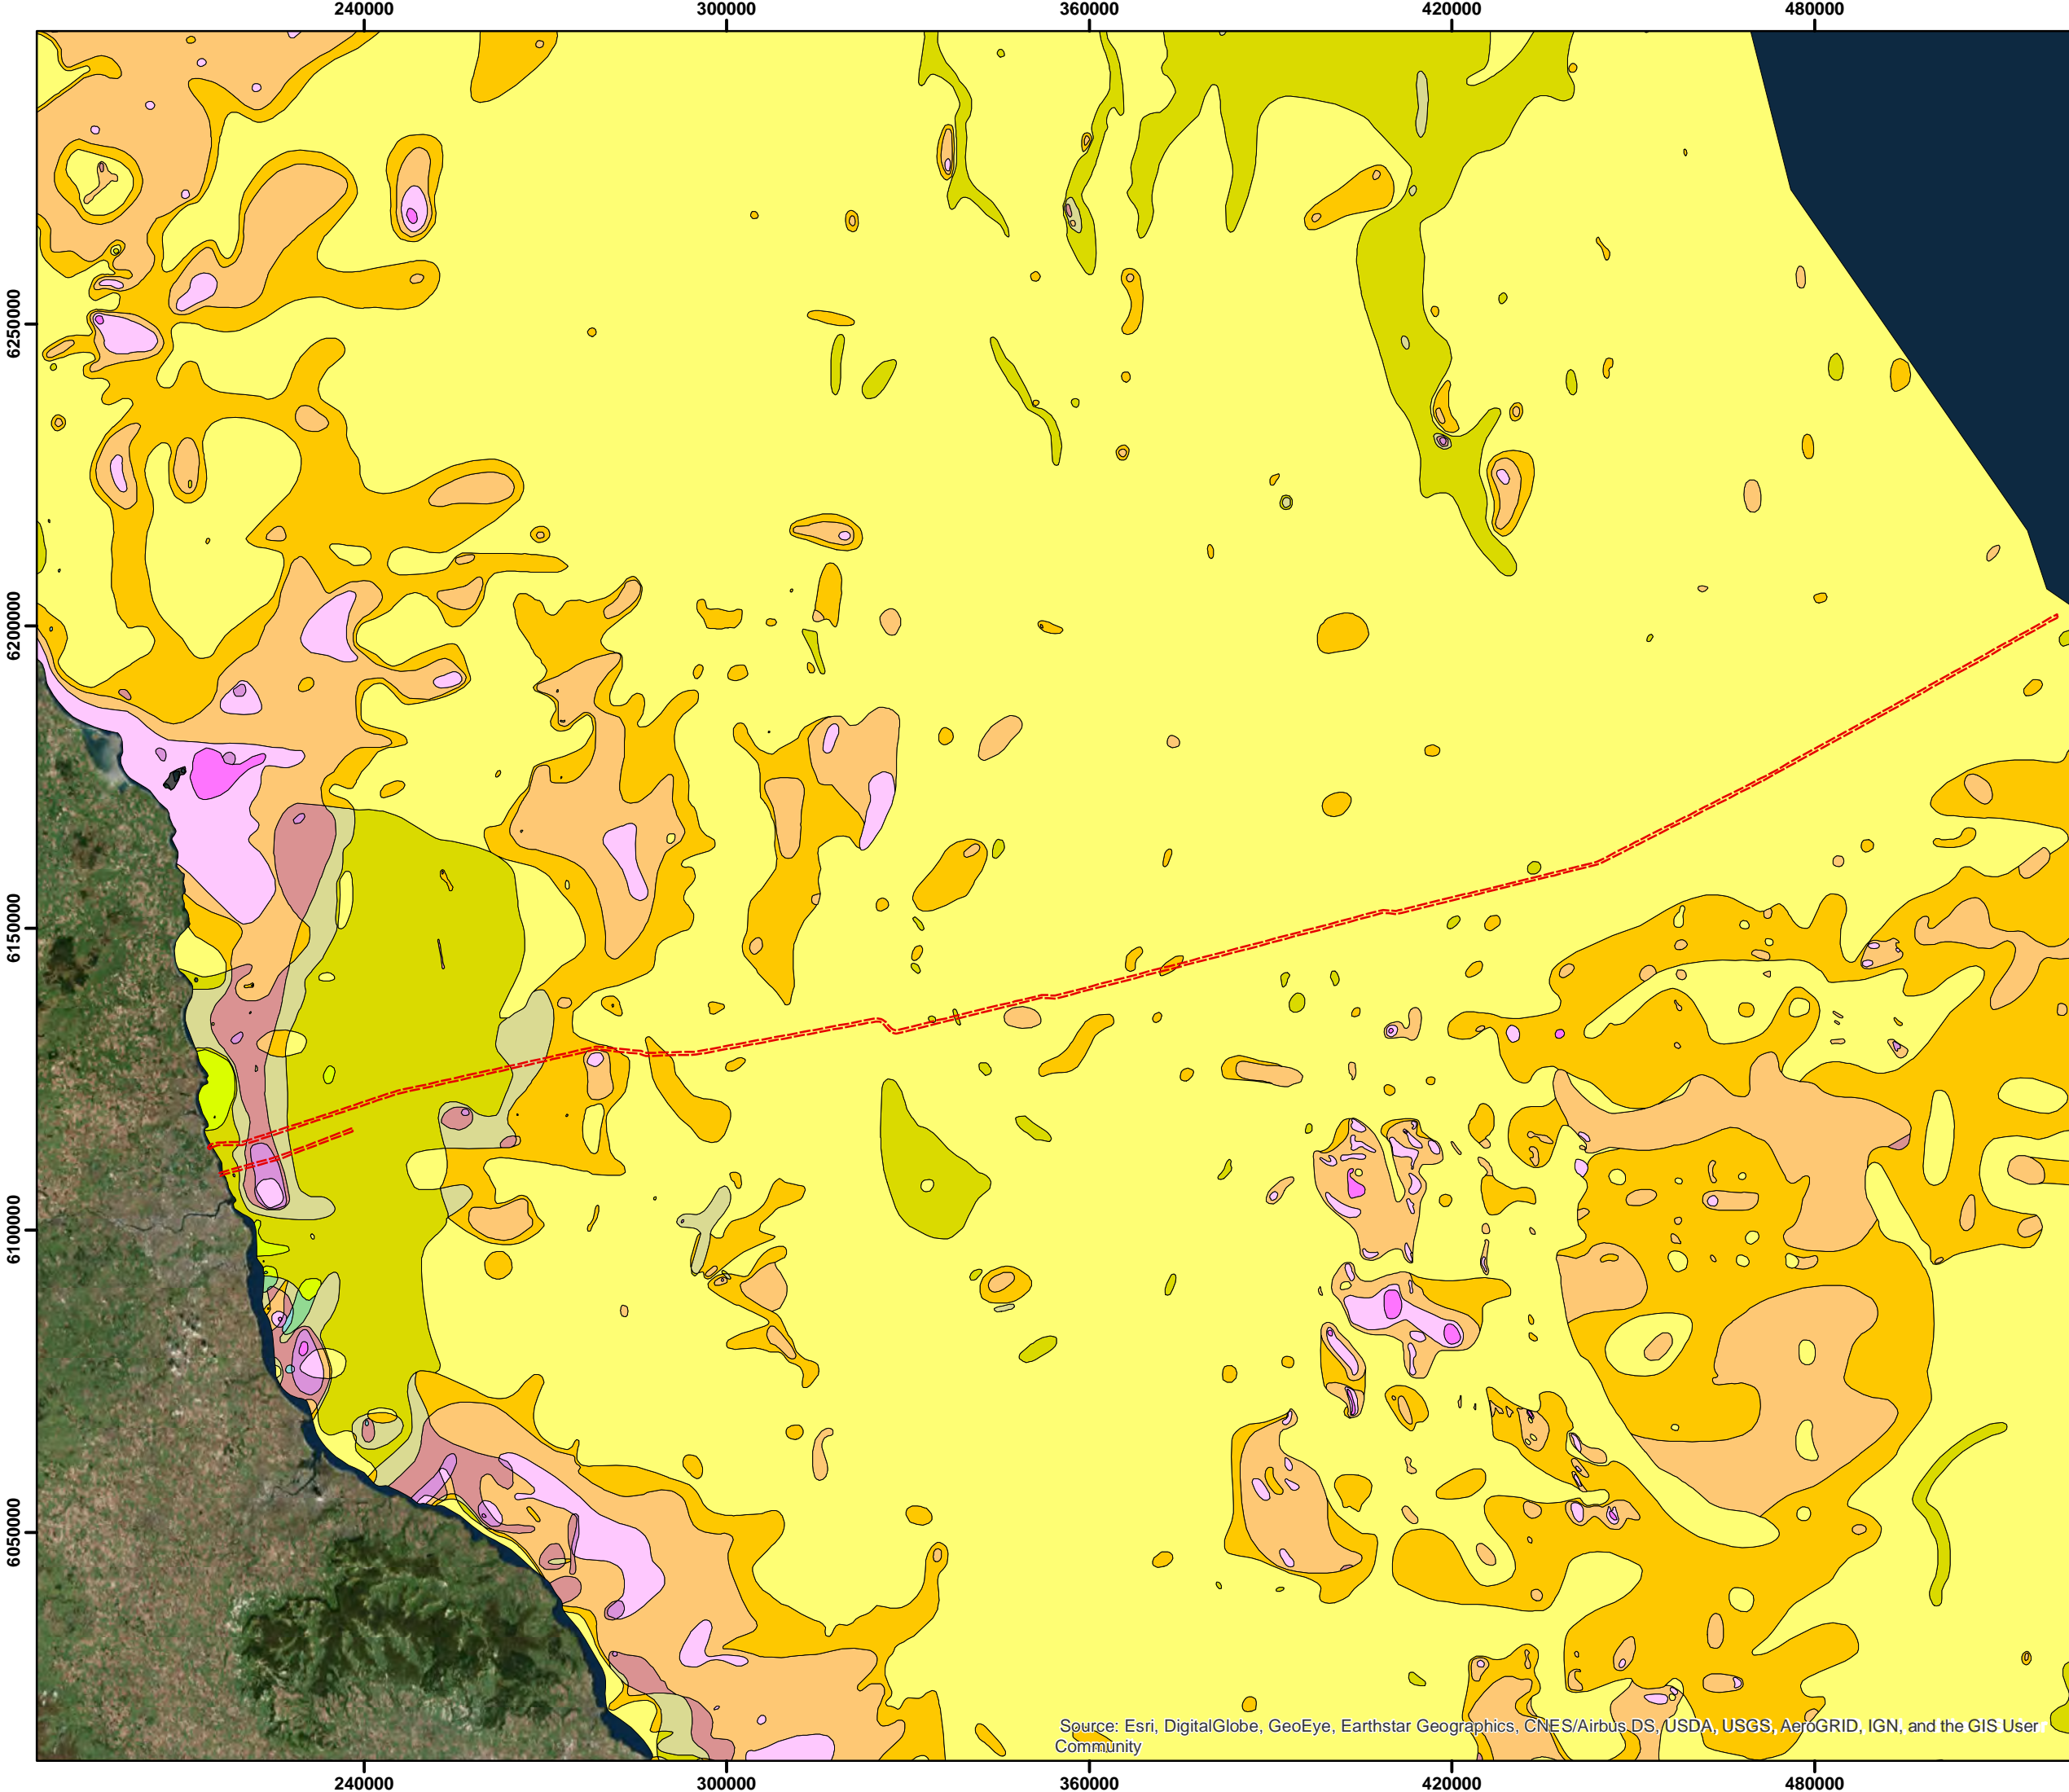 240000 300000 360000 420000 480000
6250000
6200000
6150000
6100000
6050000
Source: Esri, DigitalGlobe, GeoEye, Earthstar Geographics, CNES/Airbus DS, USDA, USGS, AeroGRID, IGN, and the GIS User
Community
240000 300000 360000 420000 480000